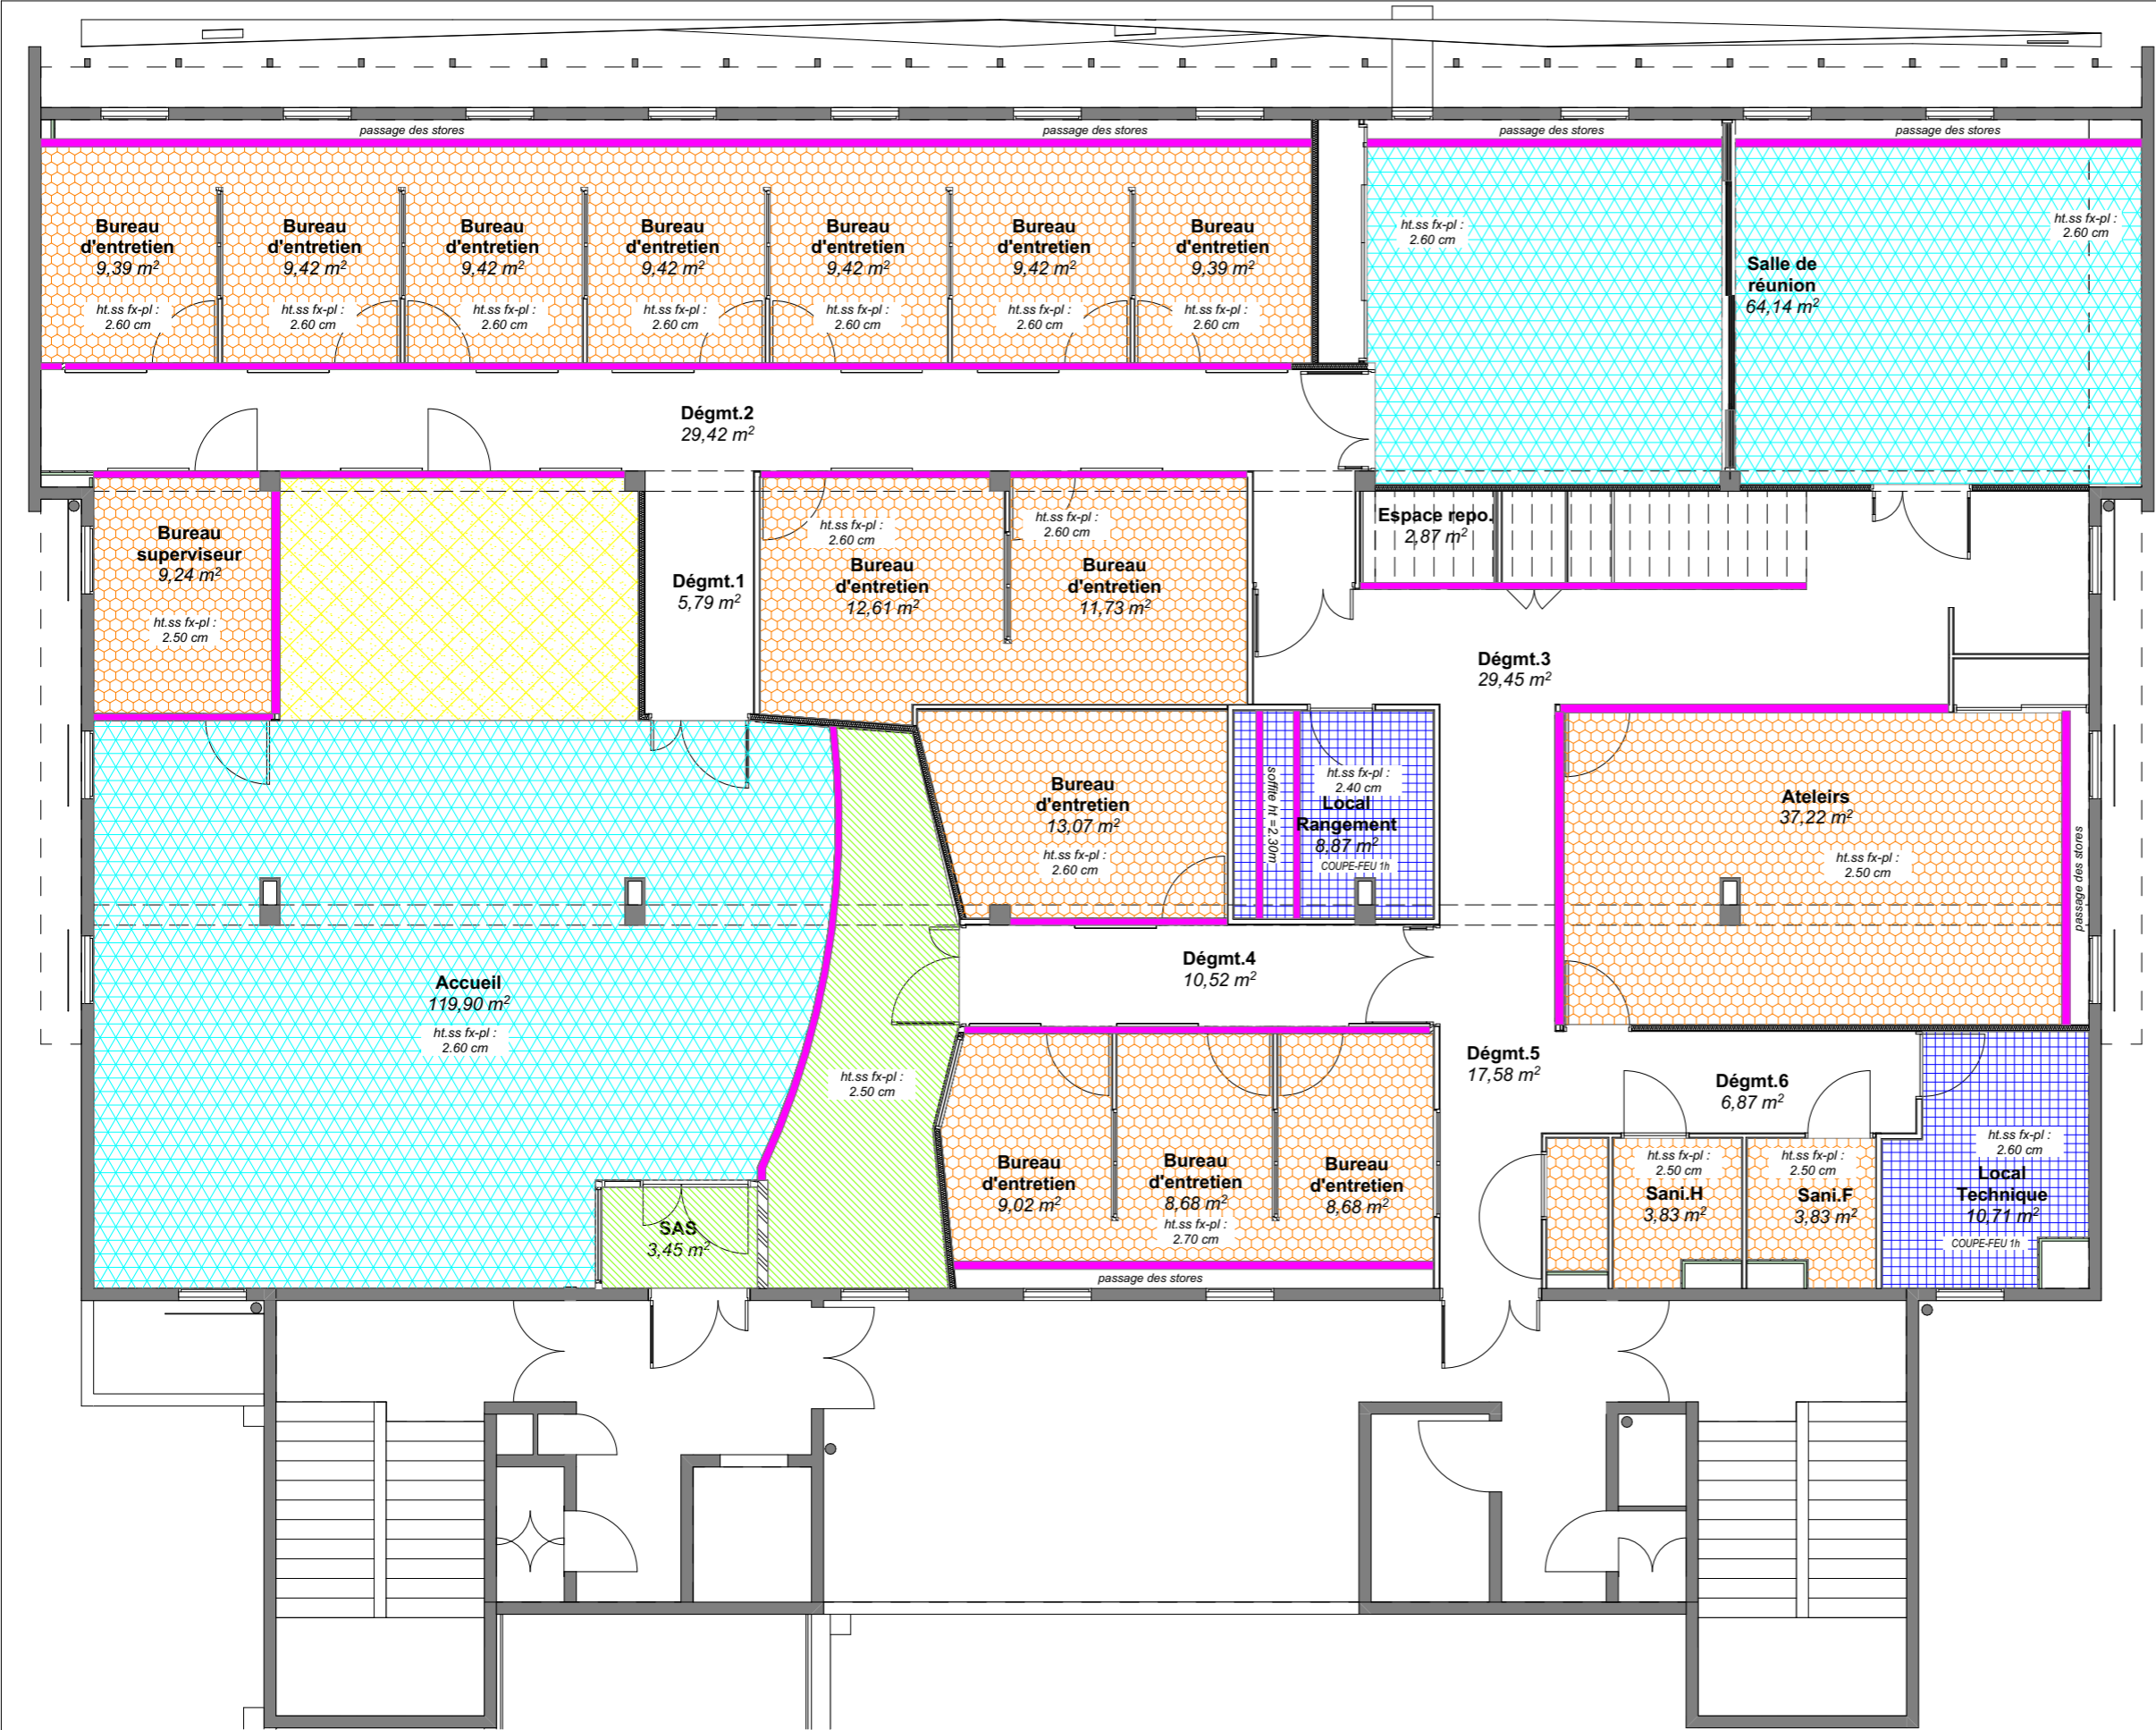 passage des stores
passage des stores
passage des stores
passage des stores
Bureau
d'entretien
9,39 m²
ht.ss fx-pl :
2.60 cm
Bureau
d'entretien
9,42 m²
ht.ss fx-pl :
2.60 cm
Bureau
d'entretien
9,42 m²
ht.ss fx-pl :
2.60 cm
Bureau
d'entretien
9,42 m²
ht.ss fx-pl :
2.60 cm
Bureau
d'entretien
9,42 m²
ht.ss fx-pl :
2.60 cm
Bureau
d'entretien
9,42 m²
ht.ss fx-pl :
2.60 cm
Bureau
d'entretien
9,39 m²
ht.ss fx-pl :
2.60 cm
ht.ss fx-pl :
2.60 cm
ht.ss fx-pl :
2.60 cm
Salle de
réunion
64,14 m²
Dégmt.2
29,42 m²
Bureau
superviseur
9,24 m²
ht.ss fx-pl :
2.50 cm
Dégmt.1
5,79 m²
ht.ss fx-pl :
2.60 cm
Bureau
d'entretien
12,61 m²
ht.ss fx-pl :
2.60 cm
Bureau
d'entretien
11,73 m²
Espace repo.
2,87 m²
Dégmt.3
29,45 m²
Bureau
d'entretien
13,07 m²
ht.ss fx-pl :
2.60 cm
soffite ht =2.30m
ht.ss fx-pl :
2.40 cm
Local
Rangement
8,87 m²
COUPE-FEU 1h
Ateleirs
37,22 m²
ht.ss fx-pl :
2.50 cm
passage des stores
Accueil
119,90 m²
ht.ss fx-pl :
2.60 cm
Dégmt.4
10,52 m²
ht.ss fx-pl :
2.50 cm
Dégmt.5
17,58 m²
Dégmt.6
6,87 m²
Bureau
d'entretien
9,02 m²
Bureau
d'entretien
8,68 m²
ht.ss fx-pl :
2.70 cm
Bureau
d'entretien
8,68 m²
ht.ss fx-pl :
2.50 cm
Sani.H
3,83 m²
ht.ss fx-pl :
2.50 cm
Sani.F
3,83 m²
ht.ss fx-pl :
2.60 cm
Local
Technique
10,71 m²
COUPE-FEU 1h
SAS
3,45 m²
passage des stores